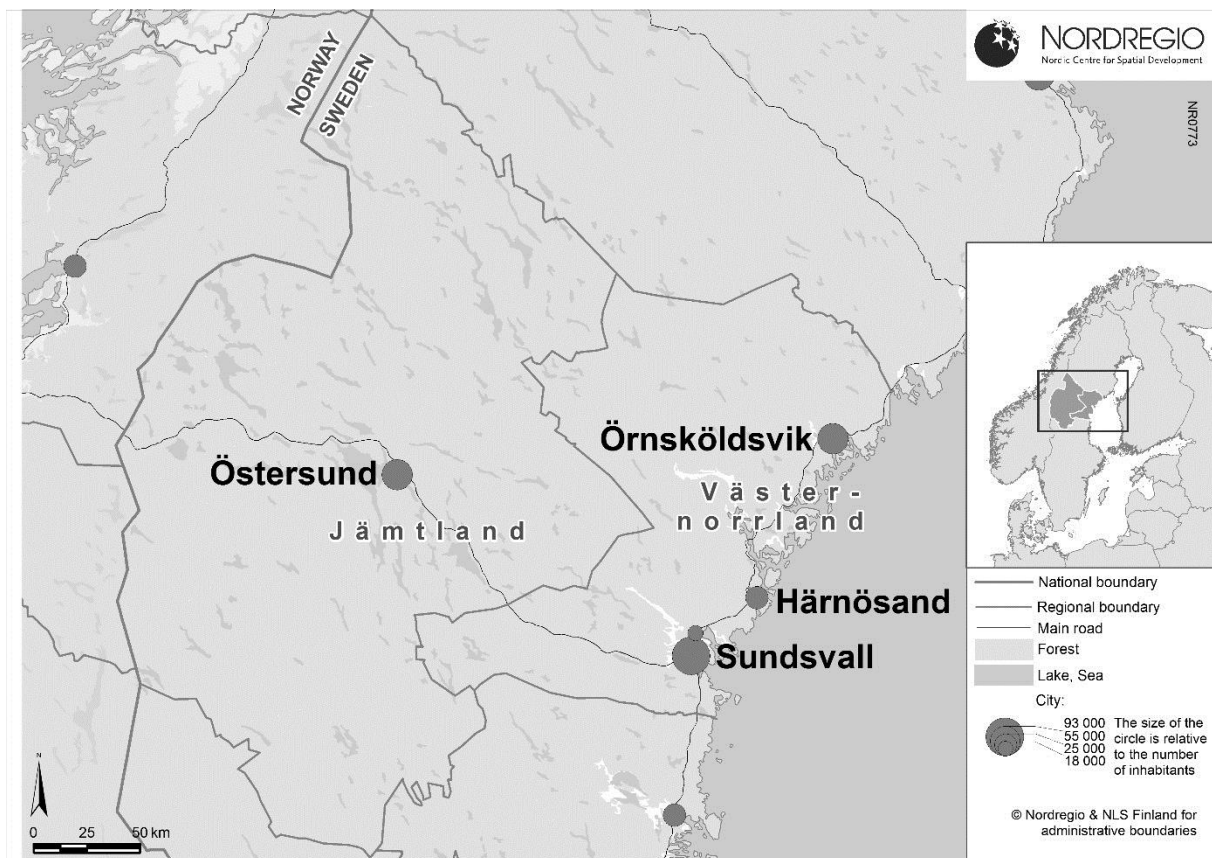 NORDREGIO
Nordic Centre for Spatial Development
NR0773
NORWAY
SWEDEN
Örnsköldsvik
Östersund
Väster-
norrland
Jämtland
Härnösand
Sundsvall
National boundary
Regional boundary
Main road
Forest
Lake, Sea
City:
93 000
55 000
25 000
18 000
The size of the
circle is relative
to the number
of inhabitants
© Nordregio & NLS Finland for
administrative boundaries
N
0 25 50 km